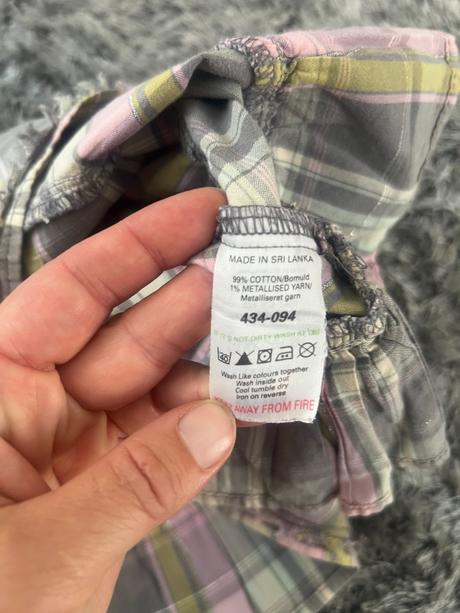 MADE IN SRI LANKA
99% COTTON/Bomuld
1% METALLISED YARN/
Metalliseret garn
434-094
IF IT'S NOT DIRTY WASH AT
40
Wash Like colours together
Wash inside out
Cool tumble dry
Iron on reverse
AWAY FROM FIRE